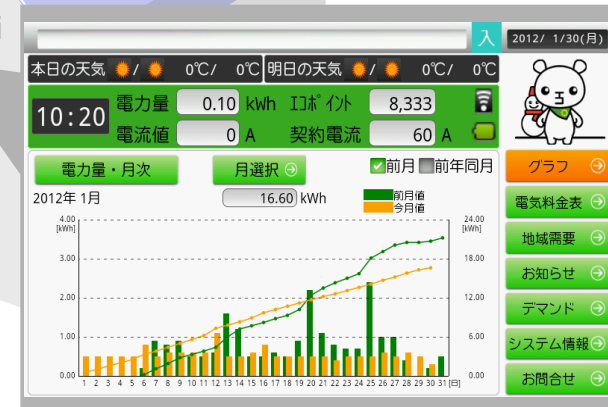 入
2012/ 1/30(月)
本日の天気 / 0℃/ 0℃ 明日の天気 / 0℃/ 0℃
10:20
電力量 0.10 kWh エコポイント 8,333
電流値 0 A 契約電流 60 A
電力量・月次 月選択 前月 前年同月
2012年 1月 16.60 kWh
前月値
今月値
4.00 24.00
[kWh] [kWh]
3.00 18.00
2.00 12.00
1.00 6.00
0.00 0.00
1 2 3 4 5 6 7 8 9 10 11 12 13 14 15 16 17 18 19 20 21 22 23 24 25 26 27 28 29 30 31 [日]
グラフ
電気料金表
地域需要
お知らせ
デマンド
システム情報
お問合せ